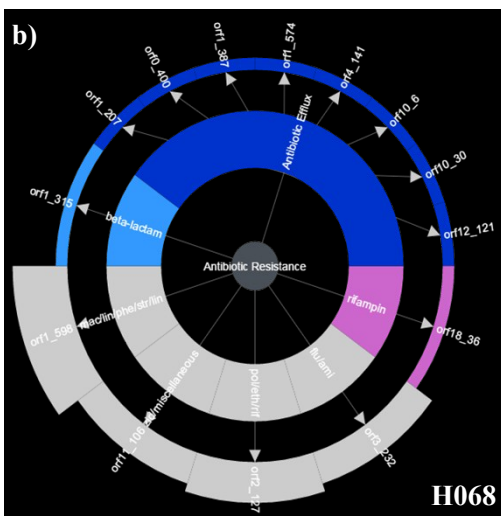 b)
orf1_574
orf1_387
orf4_141
orf0_400
orf10_6
orf1_207
Antibiotic Efflux
orf10_30
orf1_315
beta-lactam
orf12_121
Antibiotic Resistance
rifampin
orf18_36
orf1_598
mac/lin/phe/str/lin
miscellaneous
pol/eth/rif
flu/ami
orf3_232
orf2_127
H068